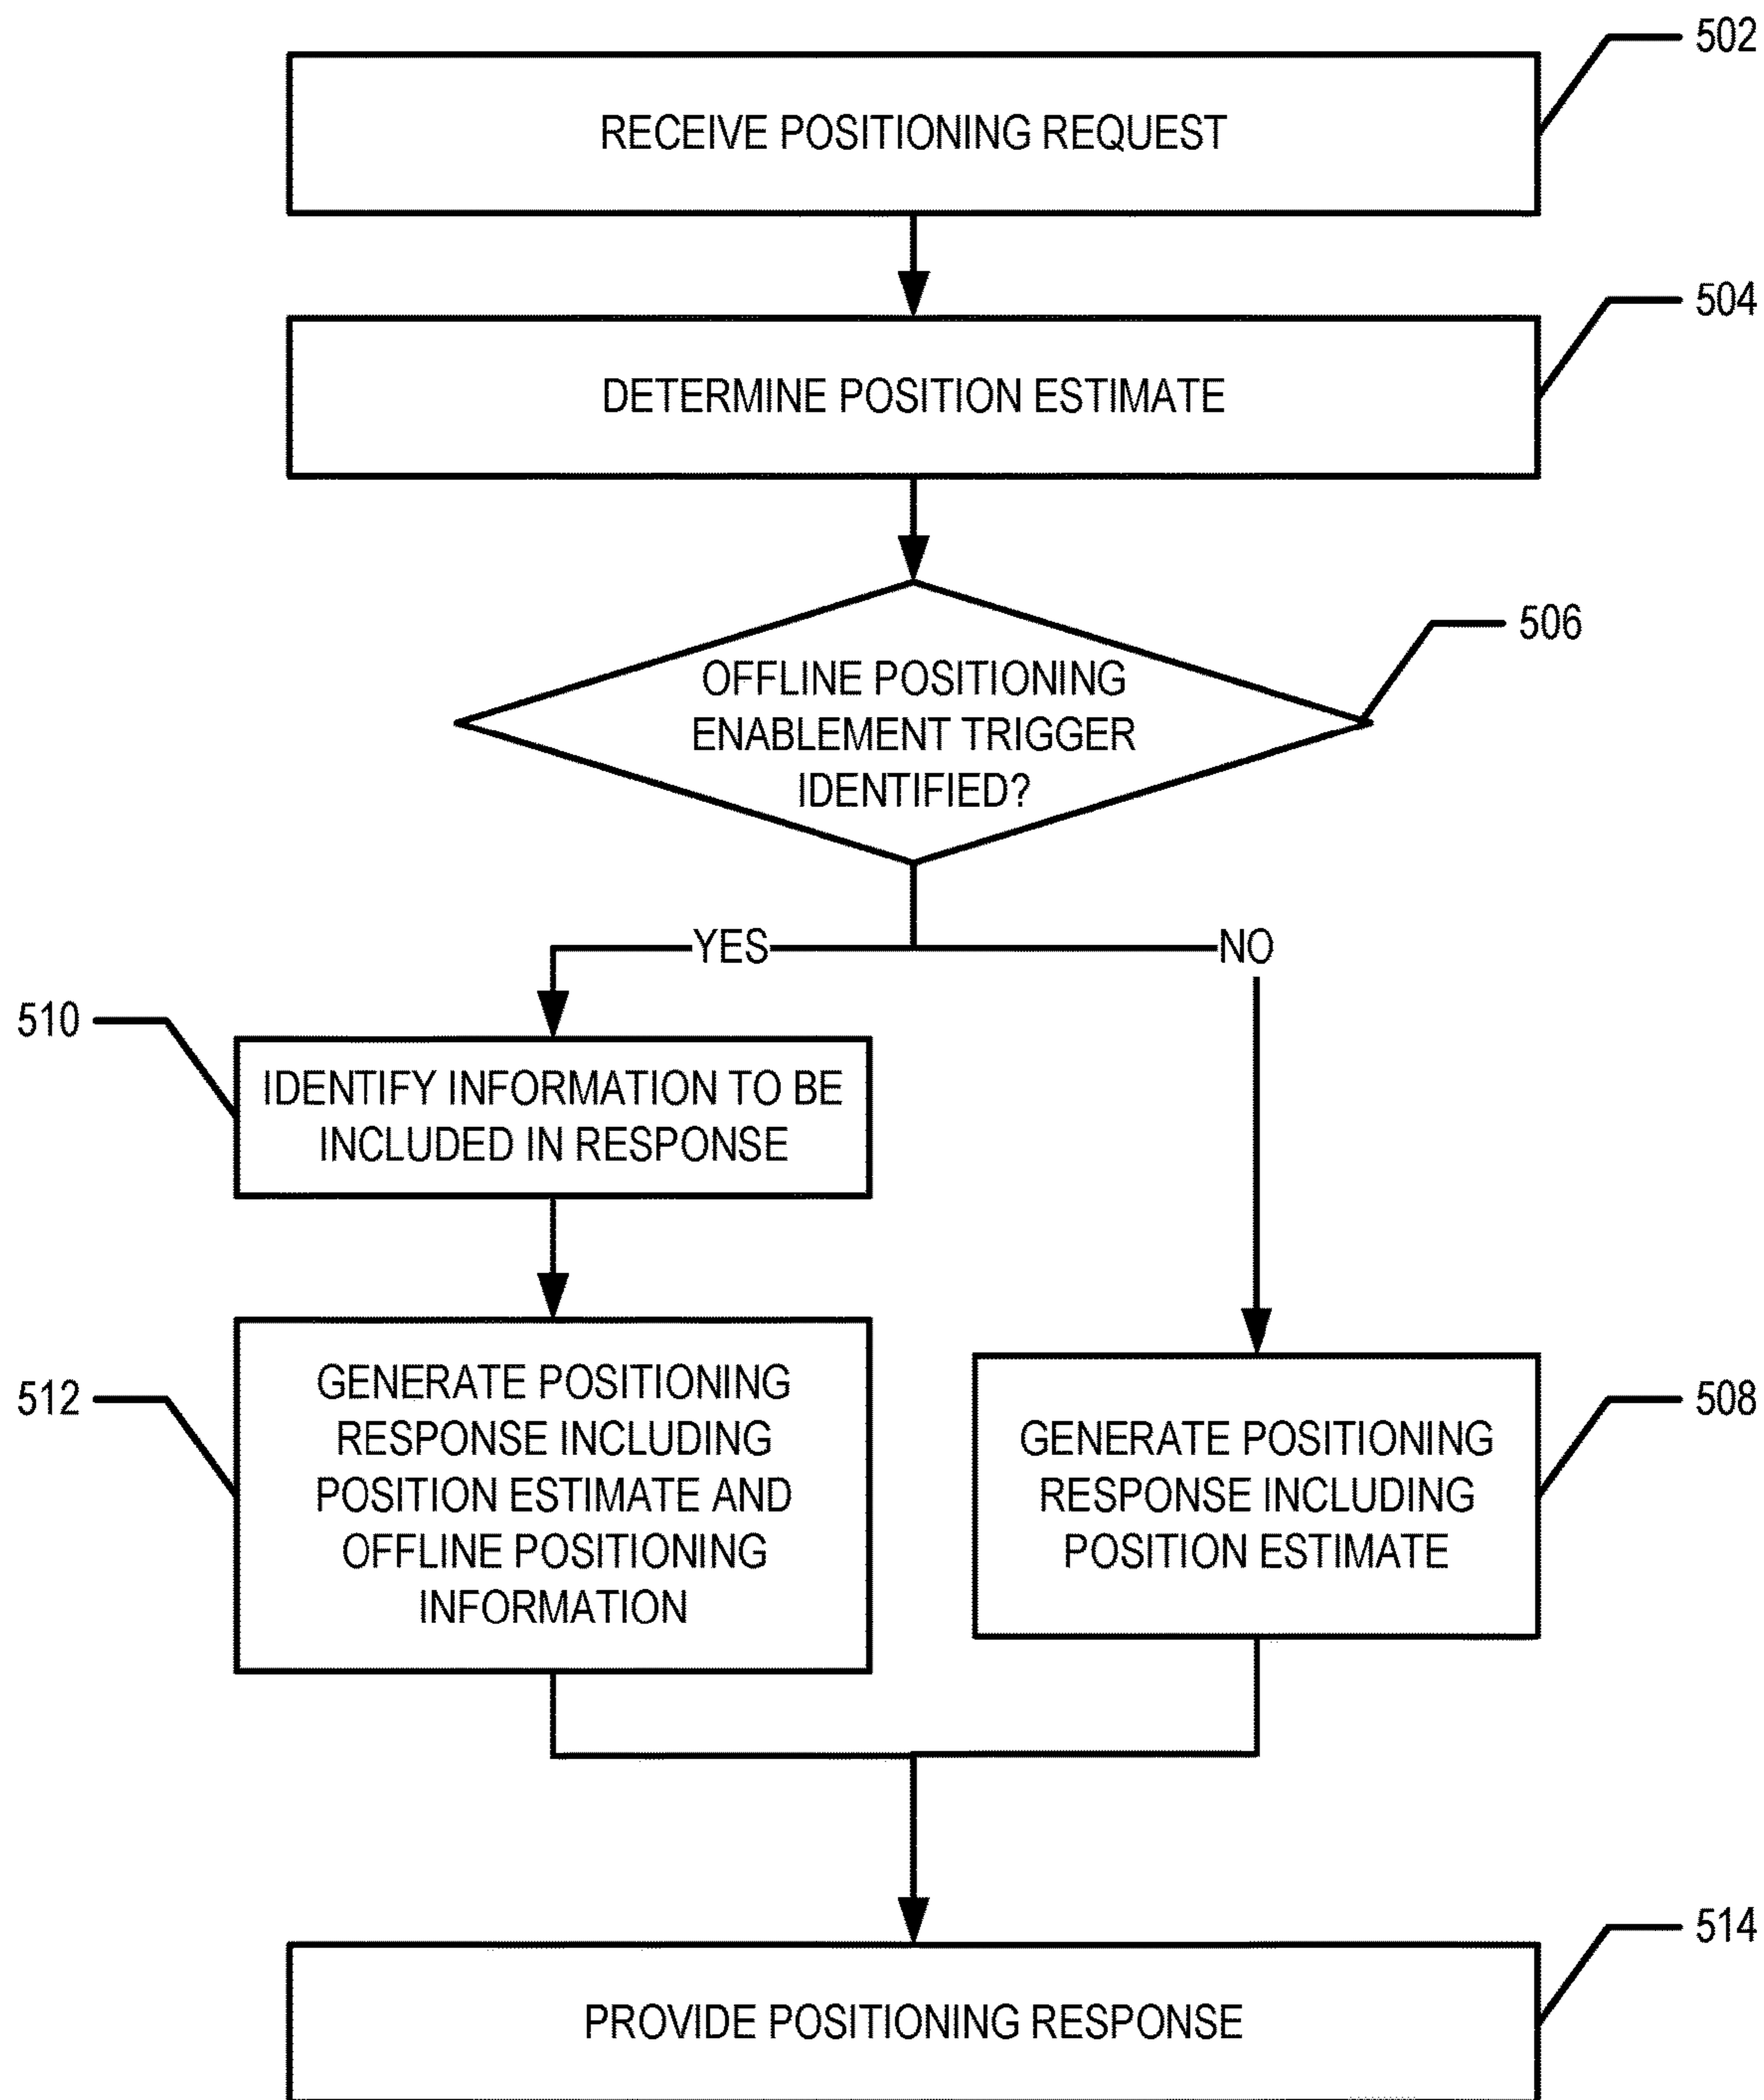 502
RECEIVE POSITIONING REQUEST
504
DETERMINE POSITION ESTIMATE
506
OFFLINE POSITIONING
ENABLEMENT TRIGGER
IDENTIFIED?
YES
NO
510
IDENTIFY INFORMATION TO BE
INCLUDED IN RESPONSE
512
GENERATE POSITIONING
RESPONSE INCLUDING
POSITION ESTIMATE AND
OFFLINE POSITIONING
INFORMATION
508
GENERATE POSITIONING
RESPONSE INCLUDING
POSITION ESTIMATE
514
PROVIDE POSITIONING RESPONSE